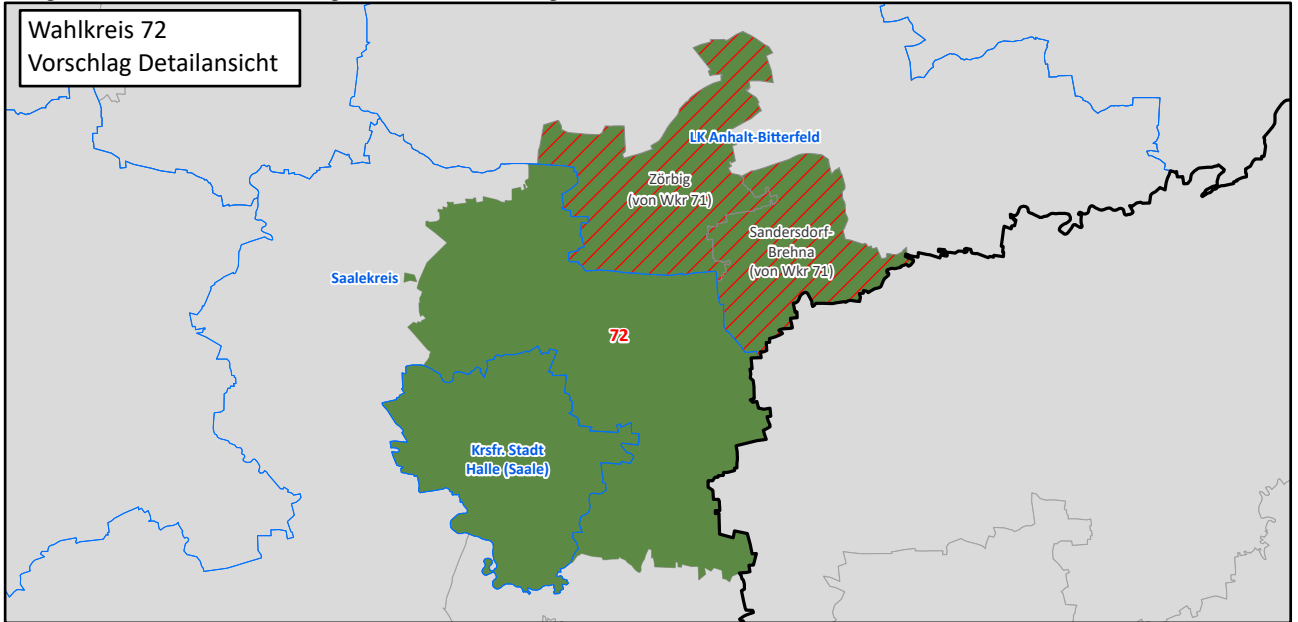 Wahlkreis 72
Vorschlag Detailansicht
LK Anhalt-Bitterfeld
Zörbig
(von Wkr 71)
Sandersdorf-
Brehna
(von Wkr 71)
Saalekreis
72
Krsfr. Stadt
Halle (Saale)